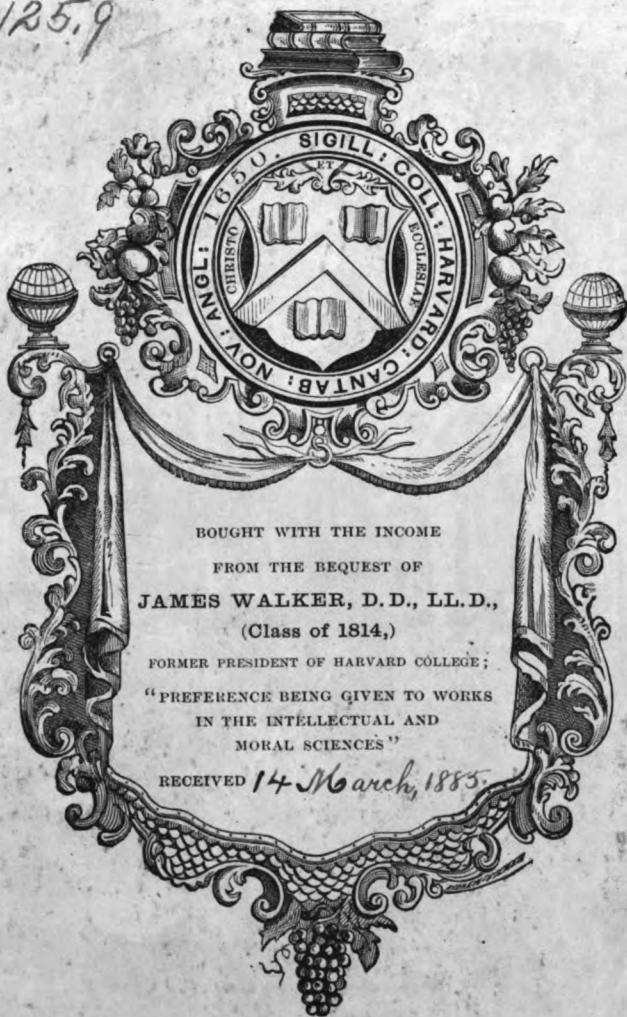 125.9
SIGILL: COLL: HARVARD: CANTAB: NOV: ANGL: 1650.
ET
CHRISTO
ECCLESIAE
BOUGHT WITH THE INCOME
FROM THE BEQUEST OF
JAMES WALKER, D.D., LL.D.,
(Class of 1814,)
FORMER PRESIDENT OF HARVARD COLLEGE;
"PREFERENCE BEING GIVEN TO WORKS
IN THE INTELLECTUAL AND
MORAL SCIENCES"
RECEIVED 14 March, 1885.